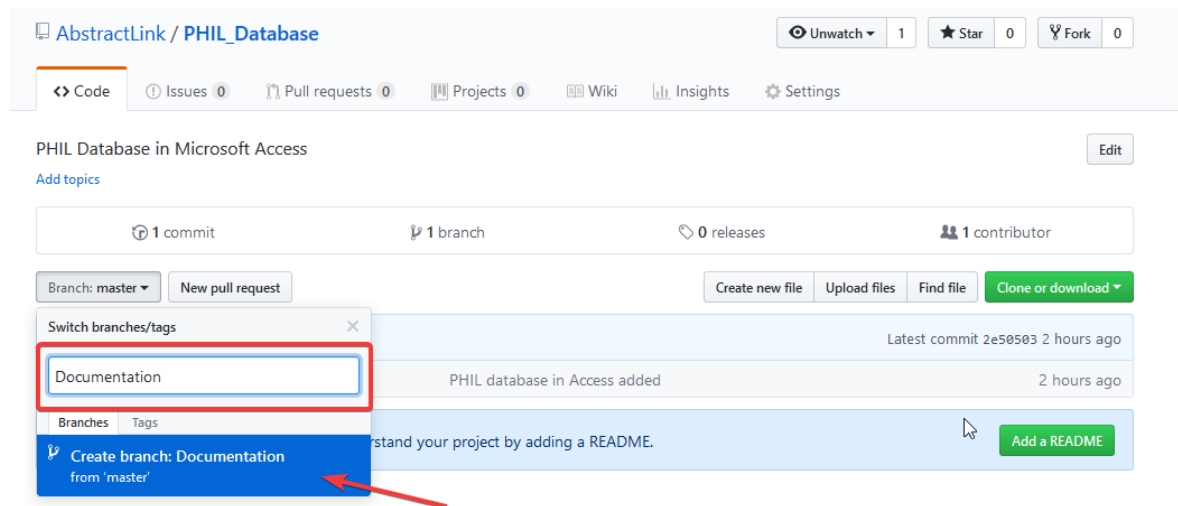 AbstractLink / PHIL_Database
Unwatch 1 Star 0 Fork 0
Code Issues 0 Pull requests 0 Projects 0 Wiki Insights Settings
PHIL Database in Microsoft Access
Edit
Add topics
1 commit 1 branch 0 releases 1 contributor
Branch: master New pull request Create new file Upload files Find file Clone or download
Switch branches/tags
Latest commit 2e50503 2 hours ago
Documentation
PHIL database in Access added 2 hours ago
Branches Tags
stand your project by adding a README. Add a README
Create branch: Documentation
from 'master'